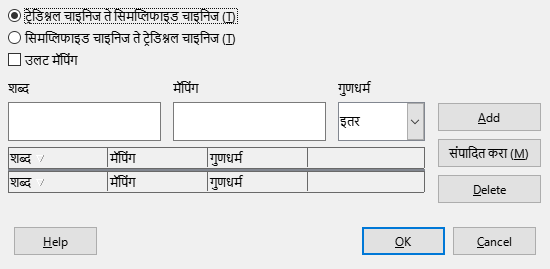 ट्रेडिश्नल चाइनिज ते सिमप्लिफाइड चाइनिज (T)
सिमप्लिफाइड चाइनिज ते ट्रेडिश्नल चाइनिज (T)
उलट मॅपिंग
शब्द मॅपिंग गुणधर्म
इतर Add
शब्द मॅपिंग गुणधर्म
संपादित करा (M)
शब्द मॅपिंग गुणधर्म
Delete
Help OK Cancel